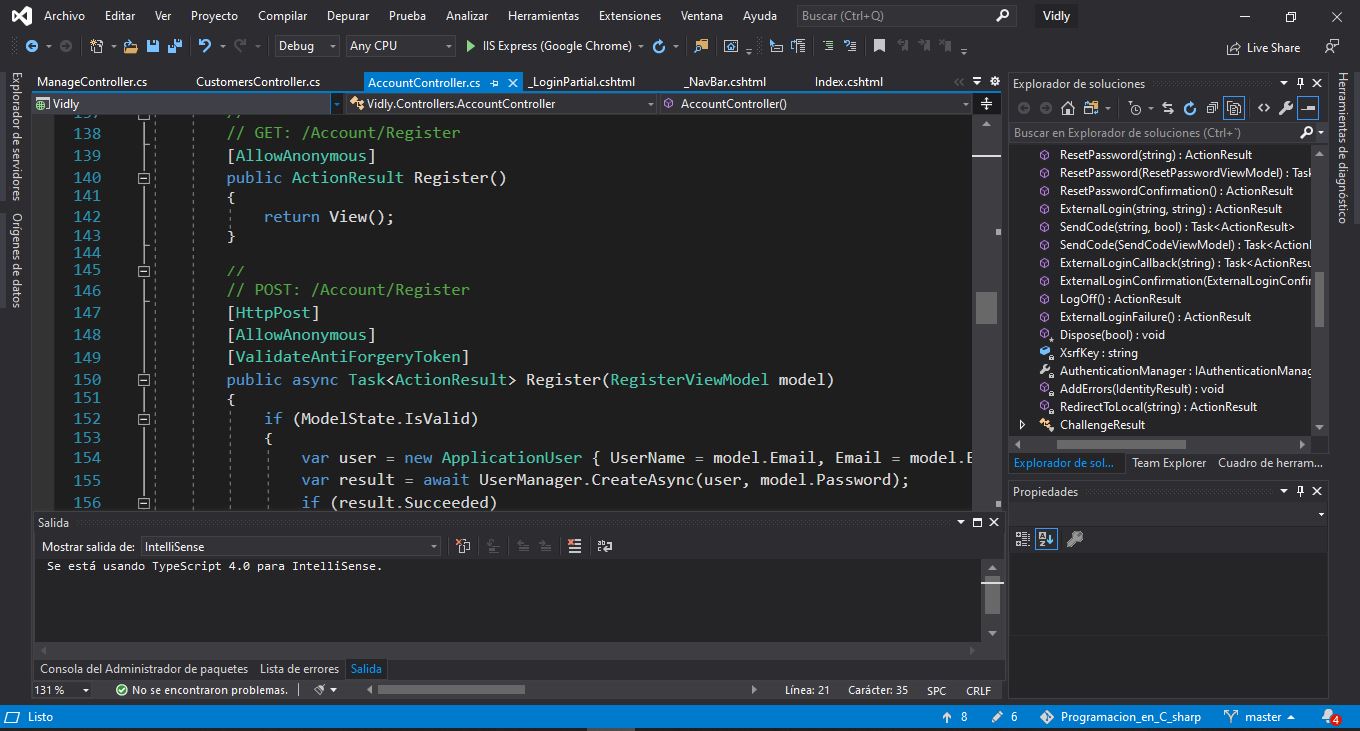 Archivo Editar Ver Proyecto Compilar Depurar Prueba Analizar Herramientas Extensiones Ventana Ayuda Buscar (Ctrl+Q) Vidly
Debug Any CPU IIS Express (Google Chrome) Live Share
Explorador de servidores
Orígenes de datos
ManageController.cs CustomersController.cs AccountController.cs _LoginPartial.cshtml _NavBar.cshtml Index.cshtml
Vidly Vidly.Controllers.AccountController AccountController()
137 //
138 // GET: /Account/Register
139 [AllowAnonymous]
140 public ActionResult Register()
141 {
142 return View();
143 }
144
145 //
146 // POST: /Account/Register
147 [HttpPost]
148 [AllowAnonymous]
149 [ValidateAntiForgeryToken]
150 public async Task<ActionResult> Register(RegisterViewModel model)
151 {
152 if (ModelState.IsValid)
153 {
154 var user = new ApplicationUser { UserName = model.Email, Email = model.E
155 var result = await UserManager.CreateAsync(user, model.Password);
156 if (result.Succeeded)
Salida
Mostrar salida de: IntelliSense
Se está usando TypeScript 4.0 para IntelliSense.
Consola del Administrador de paquetes Lista de errores Salida
131 % No se encontraron problemas. Línea: 21 Carácter: 35 SPC CRLF
Explorador de soluciones
Buscar en Explorador de soluciones (Ctrl+¨)
ResetPassword(string) : ActionResult
ResetPassword(ResetPasswordViewModel) : Task
ResetPasswordConfirmation() : ActionResult
ExternalLogin(string, string) : ActionResult
SendCode(string, bool) : Task<ActionResult>
SendCode(SendCodeViewModel) : Task<Action
ExternalLoginCallback(string) : Task<ActionResu
ExternalLoginConfirmation(ExternalLoginConfir
LogOff() : ActionResult
ExternalLoginFailure() : ActionResult
Dispose(bool) : void
XsrfKey : string
AuthenticationManager : IAuthenticationManag
AddErrors(IdentityResult) : void
RedirectToLocal(string) : ActionResult
ChallengeResult
Explorador de sol... Team Explorer Cuadro de herram...
Propiedades
Herramientas de diagnóstico
Listo 8 6 Programacion_en_C_sharp master 4